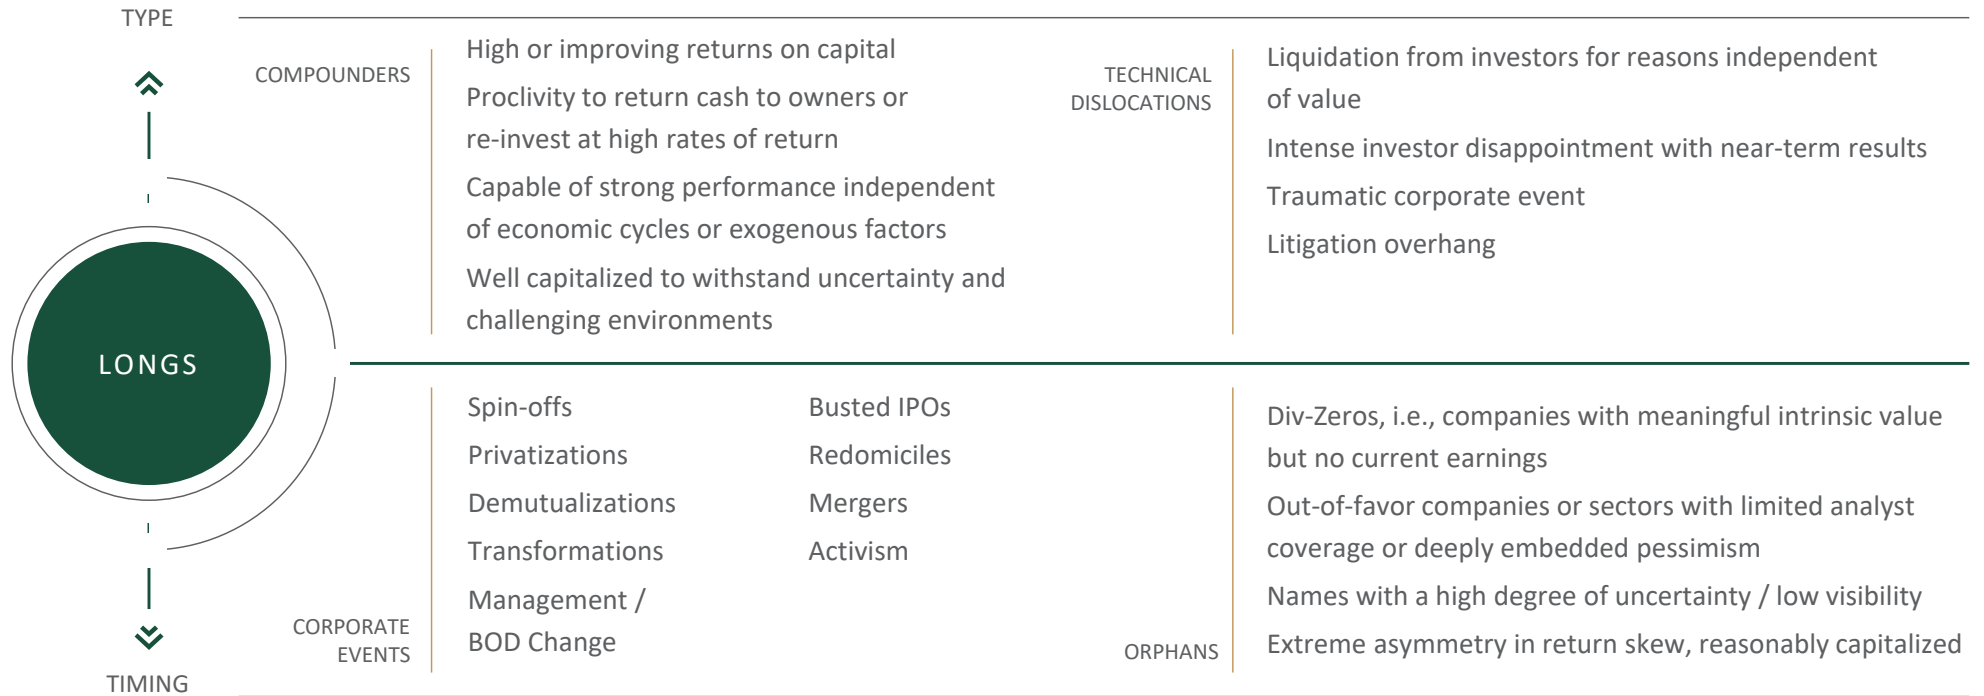 TYPE
COMPOUNDERS
High or improving returns on capital
Proclivity to return cash to owners or
re-invest at high rates of return
Capable of strong performance independent
of economic cycles or exogenous factors
Well capitalized to withstand uncertainty and
challenging environments
TECHNICAL
DISLOCATIONS
Liquidation from investors for reasons independent
of value
Intense investor disappointment with near-term results
Traumatic corporate event
Litigation overhang
LONGS
CORPORATE
EVENTS
Spin-offs
Privatizations
Demutualizations
Transformations
Management /
BOD Change
Busted IPOs
Redomiciles
Mergers
Activism
ORPHANS
Div-Zeros, i.e., companies with meaningful intrinsic value
but no current earnings
Out-of-favor companies or sectors with limited analyst
coverage or deeply embedded pessimism
Names with a high degree of uncertainty / low visibility
Extreme asymmetry in return skew, reasonably capitalized
TIMING